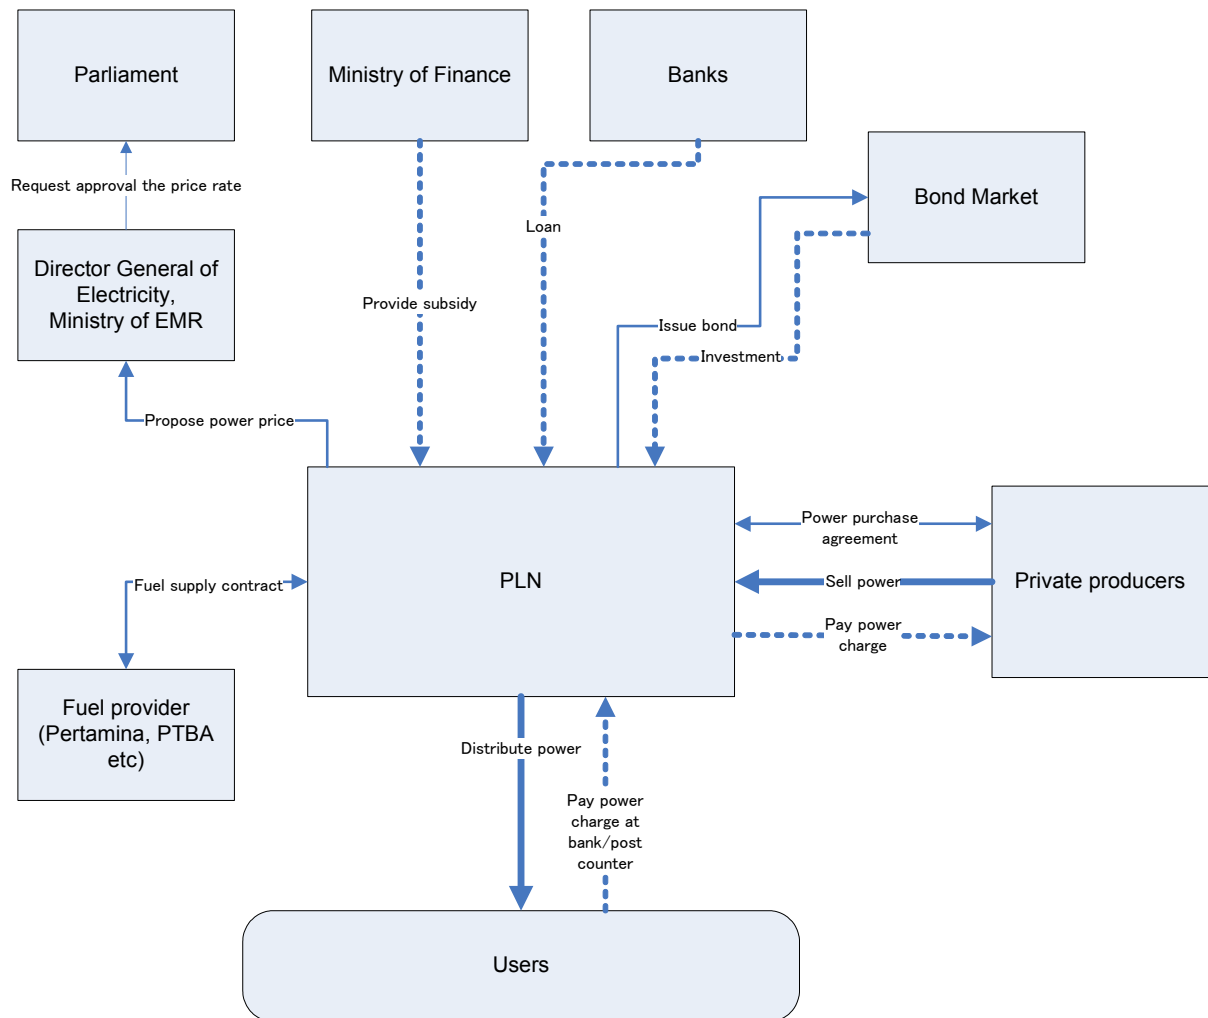 Parliament
Ministry of Finance
Banks
Bond Market
Request approval the price rate
Loan
Director General of
Electricity,
Ministry of EMR
Provide subsidy
Issue bond
Investment
Propose power price
Power purchase
agreement
PLN
Fuel supply contract
Sell power
Private producers
Pay power
charge
Fuel provider
(Pertamina, PTBA
etc)
Distribute power
Pay power
charge at
bank/post
counter
Users